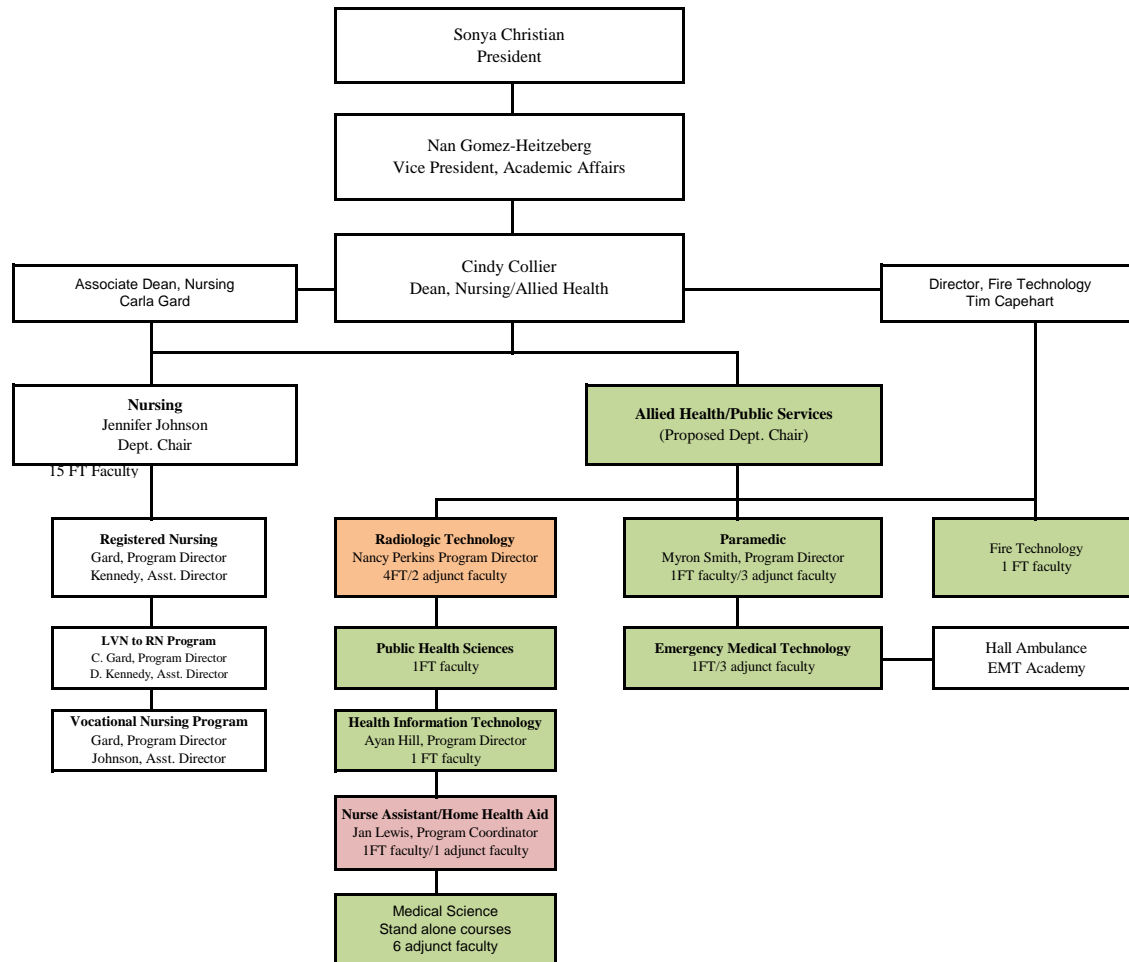 Sonya Christian
President
Nan Gomez-Heitzeberg
Vice President, Academic Affairs
Cindy Collier
Dean, Nursing/Allied Health
Associate Dean, Nursing
Carla Gard
Director, Fire Technology
Tim Capehart
Nursing
Jennifer Johnson
Dept. Chair
15 FT Faculty
Allied Health/Public Services
(Proposed Dept. Chair)
Registered Nursing
Gard, Program Director
Kennedy, Asst. Director
Radiologic Technology
Nancy Perkins Program Director
4FT/2 adjunct faculty
Paramedic
Myron Smith, Program Director
1FT faculty/3 adjunct faculty
Fire Technology
1 FT faculty
LVN to RN Program
C. Gard, Program Director
D. Kennedy, Asst. Director
Public Health Sciences
1FT faculty
Emergency Medical Technology
1FT/3 adjunct faculty
Hall Ambulance
EMT Academy
Vocational Nursing Program
Gard, Program Director
Johnson, Asst. Director
Health Information Technology
Ayan Hill, Program Director
1 FT faculty
Nurse Assistant/Home Health Aid
Jan Lewis, Program Coordinator
1FT faculty/1 adjunct faculty
Medical Science
Stand alone courses
6 adjunct faculty